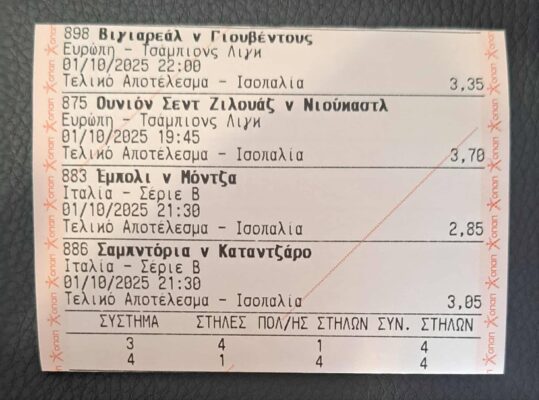 898 Βιγιαρεάλ v Γιουβέντους
Ευρώπη - Τσάμπιονς Λιγκ
01/10/2025 22:00
Τελικό Αποτέλεσμα - Ισοπαλία 3,35
875 Ουνιόν Σεντ Ζιλουάζ v Νιούκαστλ
Ευρώπη - Τσάμπιονς Λιγκ
01/10/2025 19:45
Τελικό Αποτέλεσμα - Ισοπαλία 3,70
883 Έμπολι v Μόντζα
Ιταλία - Σέριε Β
01/10/2025 21:30
Τελικό Αποτέλεσμα - Ισοπαλία 2,85
886 Σαμπντόρια v Καταντζάρο
Ιταλία - Σέριε Β
01/10/2025 21:30
Τελικό Αποτέλεσμα - Ισοπαλία 3,05
ΣΥΣΤΗΜΑ ΣΤΗΛΕΣ ΠΟΛ/ΗΣ ΣΤΗΛΩΝ ΣΥΝ. ΣΤΗΛΩΝ
3 4 1 4
4 1 4 4